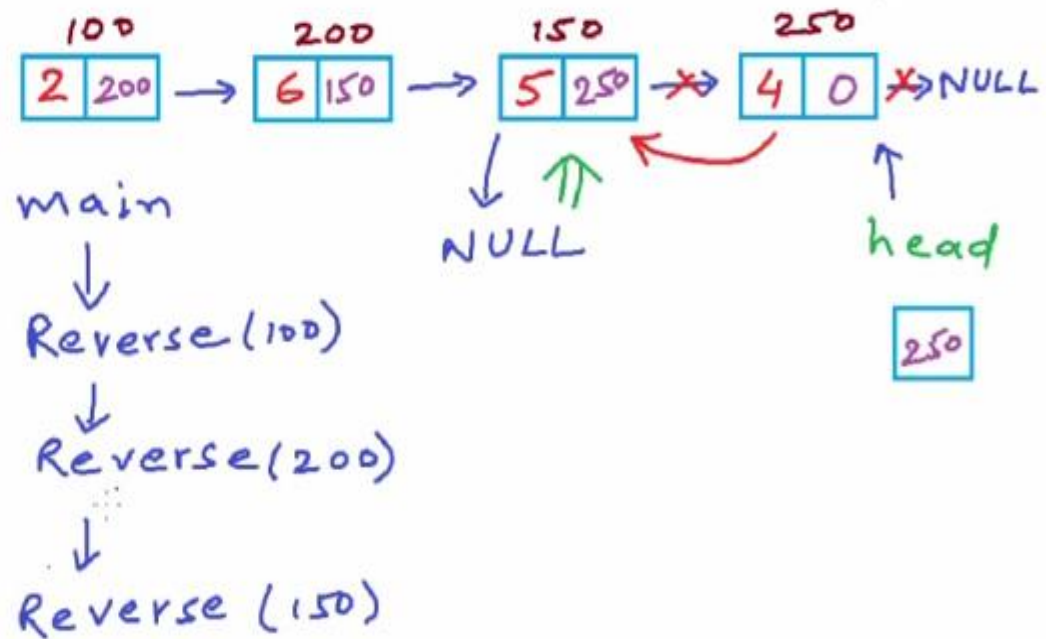 100 200 150 250
2 200 6 150 5 250 4 0 NULL
main NULL head
Reverse (100) 250
Reverse (200)
Reverse (150)